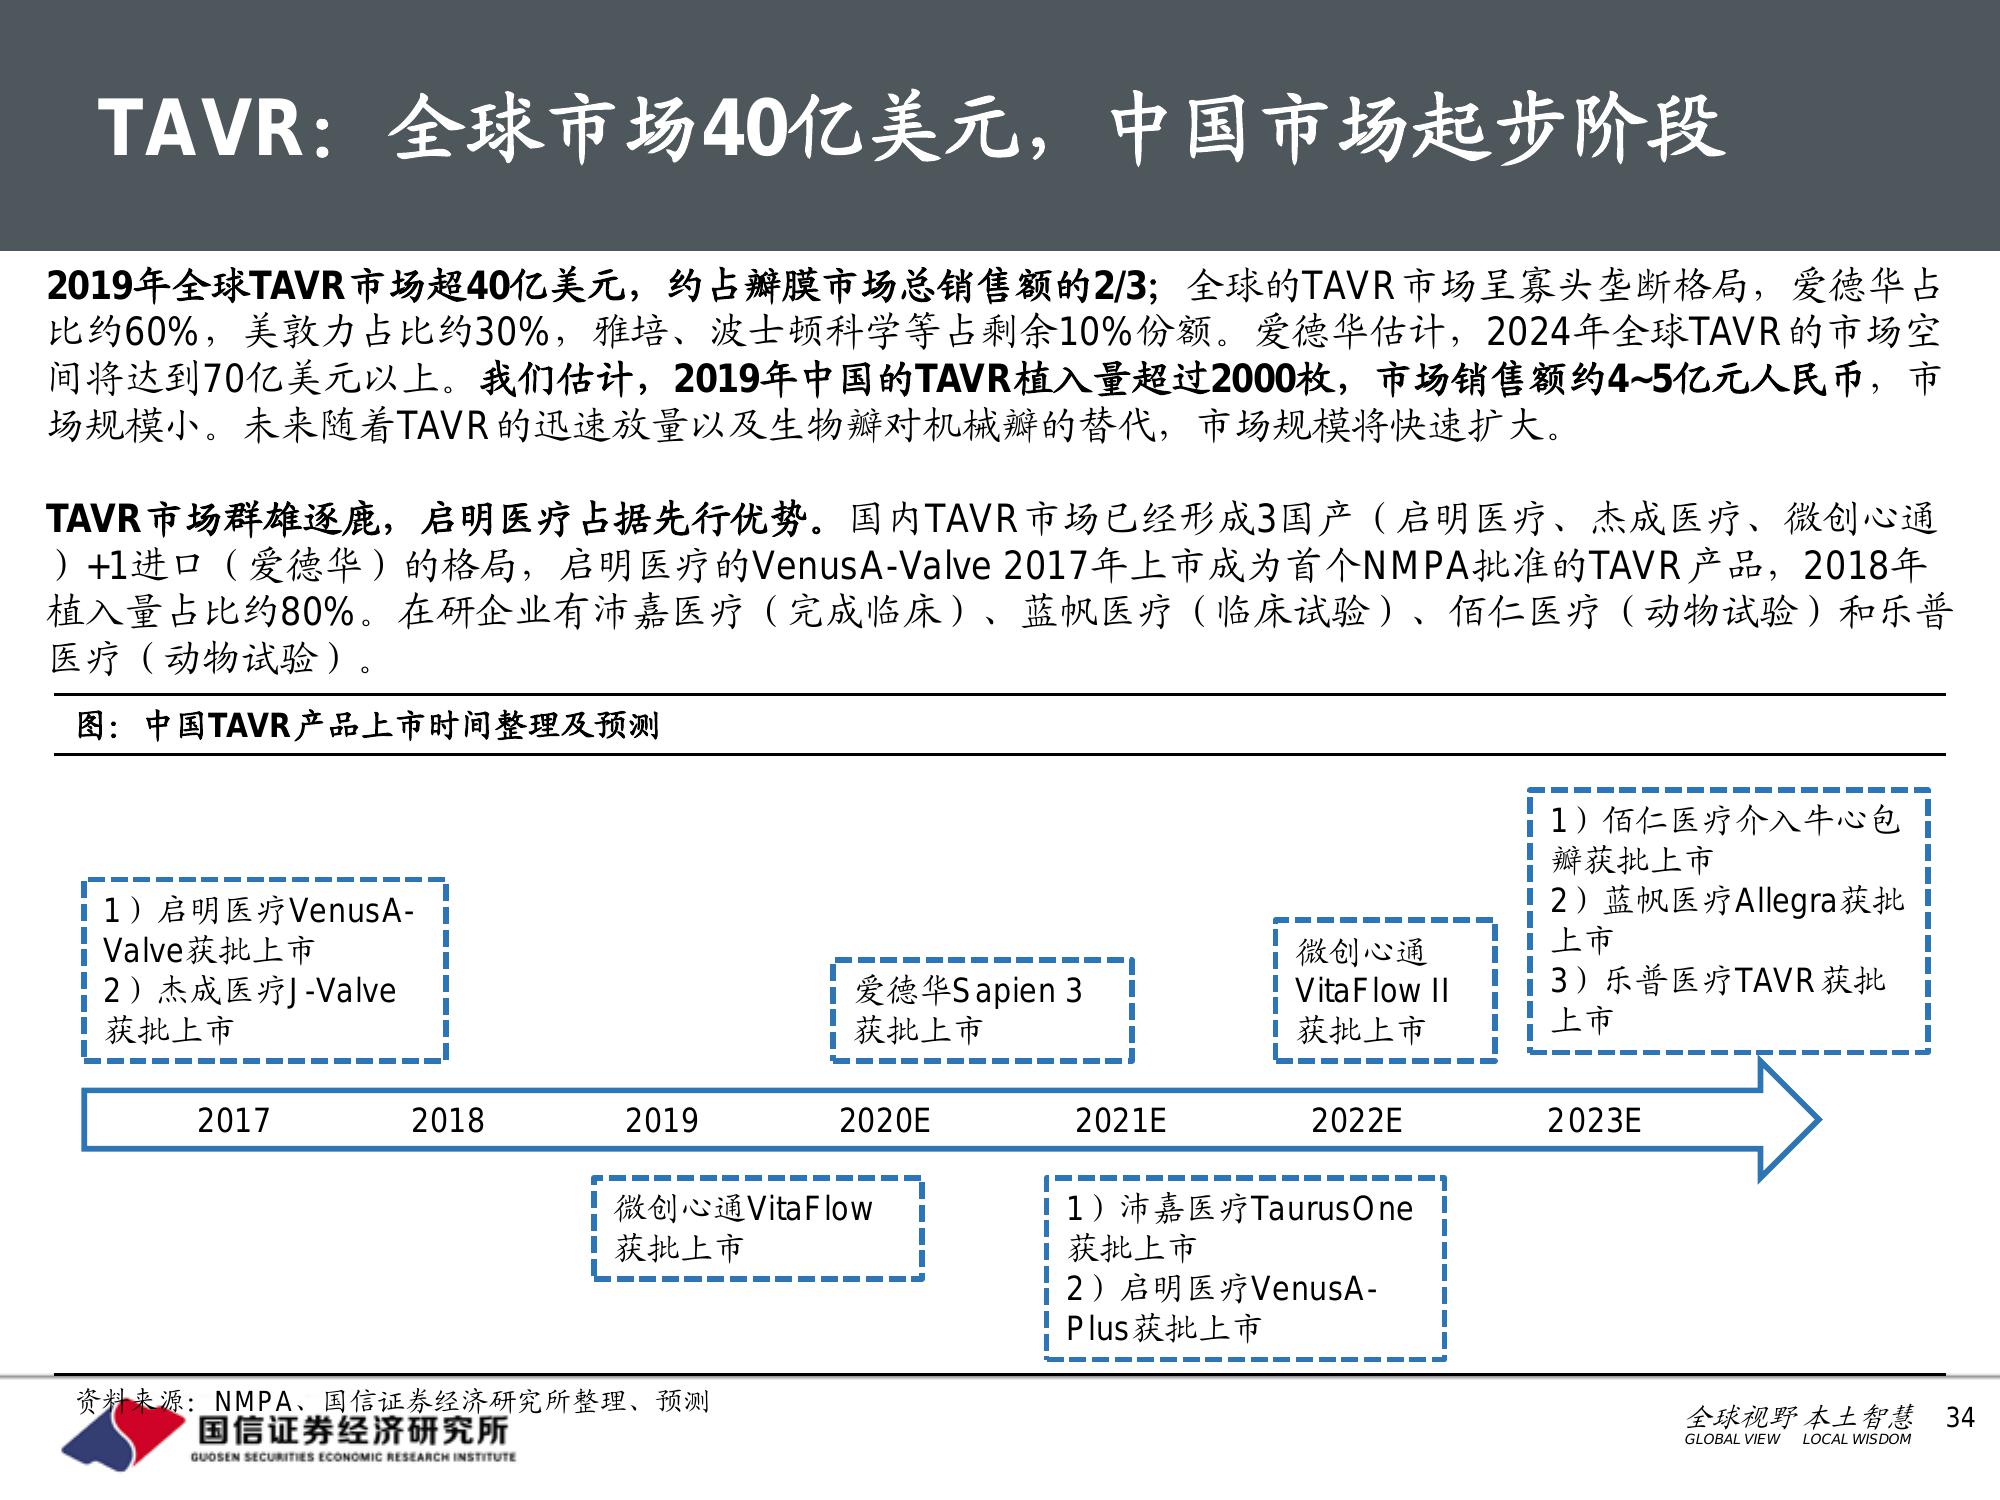 TAVR：全球市场40亿美元，中国市场起步阶段
2019年全球TAVR市场超40亿美元，约占瓣膜市场总销售额的2/3；全球的TAVR市场呈寡头垄断格局，爱德华占
比约60%，美敦力占比约30%，雅培、波士顿科学等占剩余10%份额。爱德华估计，2024年全球TAVR的市场空
间将达到70亿美元以上。我们估计，2019年中国的TAVR植入量超过2000枚，市场销售额约4~5亿元人民币，市
场规模小。未来随着TAVR的迅速放量以及生物瓣对机械瓣的替代，市场规模将快速扩大。
TAVR市场群雄逐鹿，启明医疗占据先行优势。国内TAVR市场已经形成3国产（启明医疗、杰成医疗、微创心通
）+1进口（爱德华）的格局，启明医疗的VenusA-Valve 2017年上市成为首个NMPA批准的TAVR产品，2018年
植入量占比约80%。在研企业有沛嘉医疗（完成临床）、蓝帆医疗（临床试验）、佰仁医疗（动物试验）和乐普
医疗（动物试验）。
图：中国TAVR产品上市时间整理及预测
1）启明医疗VenusA-
Valve获批上市
2）杰成医疗J-Valve
获批上市
爱德华Sapien 3
获批上市
微创心通
VitaFlow II
获批上市
1）佰仁医疗介入牛心包
瓣获批上市
2）蓝帆医疗Allegra获批
上市
3）乐普医疗TAVR获批
上市
2017 2018 2019 2020E 2021E 2022E 2023E
微创心通VitaFlow
获批上市
1）沛嘉医疗TaurusOne
获批上市
2）启明医疗VenusA-
Plus获批上市
资料来源：NMPA、国信证券经济研究所整理、预测
国信证券经济研究所
GUOSEN SECURITIES ECONOMIC RESEARCH INSTITUTE
全球视野 本土智慧
GLOBAL VIEW LOCAL WISDOM
34